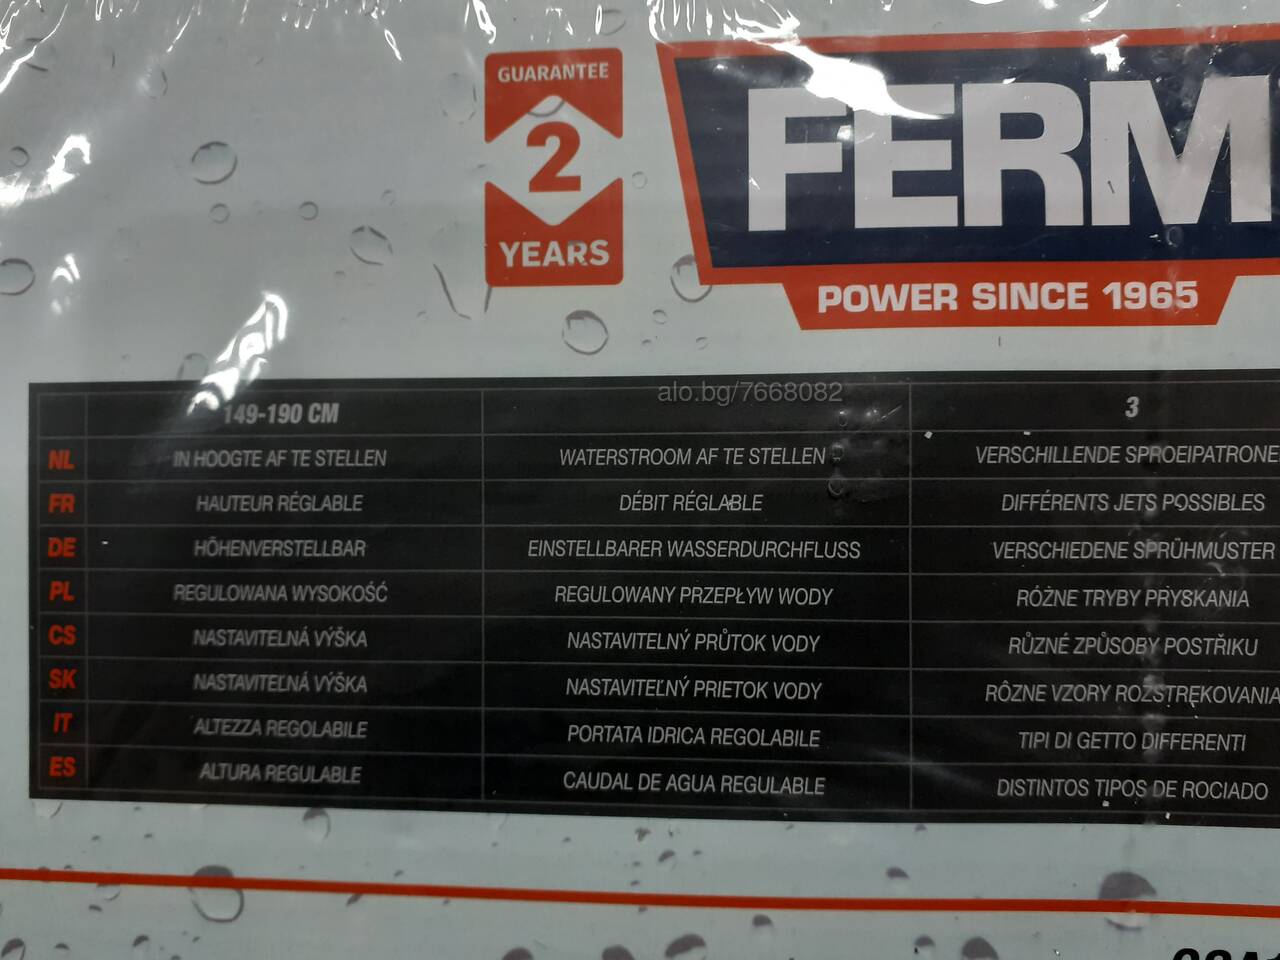 GUARANTEE
2
YEARS
FERM
POWER SINCE 1965
alo.bg/7668082
149-190 CM 3
NL IN HOOGTE AF TE STELLEN WATERSTROOM AF TE STELLEN VERSCHILLENDE SPROEIPATRONE
FR HAUTEUR RÉGLABLE DÉBIT RÉGLABLE DIFFÉRENTS JETS POSSIBLES
DE HÖHENVERSTELLBAR EINSTELLBARER WASSERDURCHFLUSS VERSCHIEDENE SPRÜHMUSTER
PL REGULOWANA WYSOKOŚĆ REGULOWANY PRZEPŁYW WODY RÓŻNE TRYBY PRYSKANIA
CS NASTAVITELNÁ VÝŠKA NASTAVITELNÝ PRŮTOK VODY RŮZNÉ ZPŮSOBY POSTŘIKU
SK NASTAVITEĽNÁ VÝŠKA NASTAVITEĽNÝ PRIETOK VODY RÔZNE VZORY ROZSTREKOVANIA
IT ALTEZZA REGOLABILE PORTATA IDRICA REGOLABILE TIPI DI GETTO DIFFERENTI
ES ALTURA REGULABLE CAUDAL DE AGUA REGULABLE DISTINTOS TIPOS DE ROCIADO